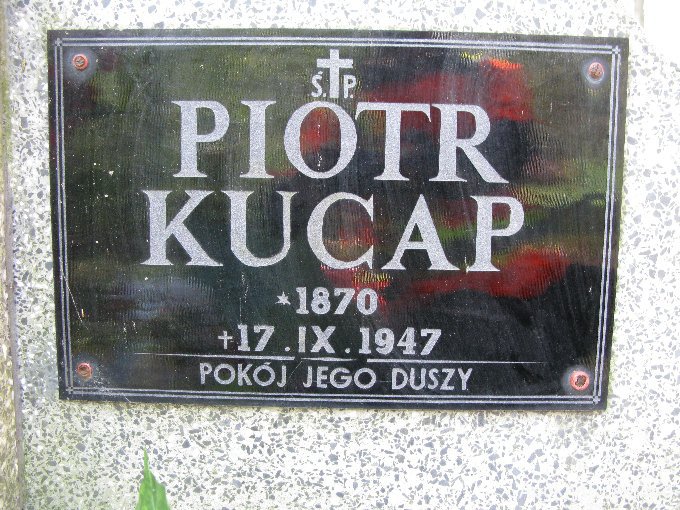 Ś. P.
PIOTR
KUCAP
* 1870
+ 17. IX. 1947
POKÓJ JEGO DUSZY